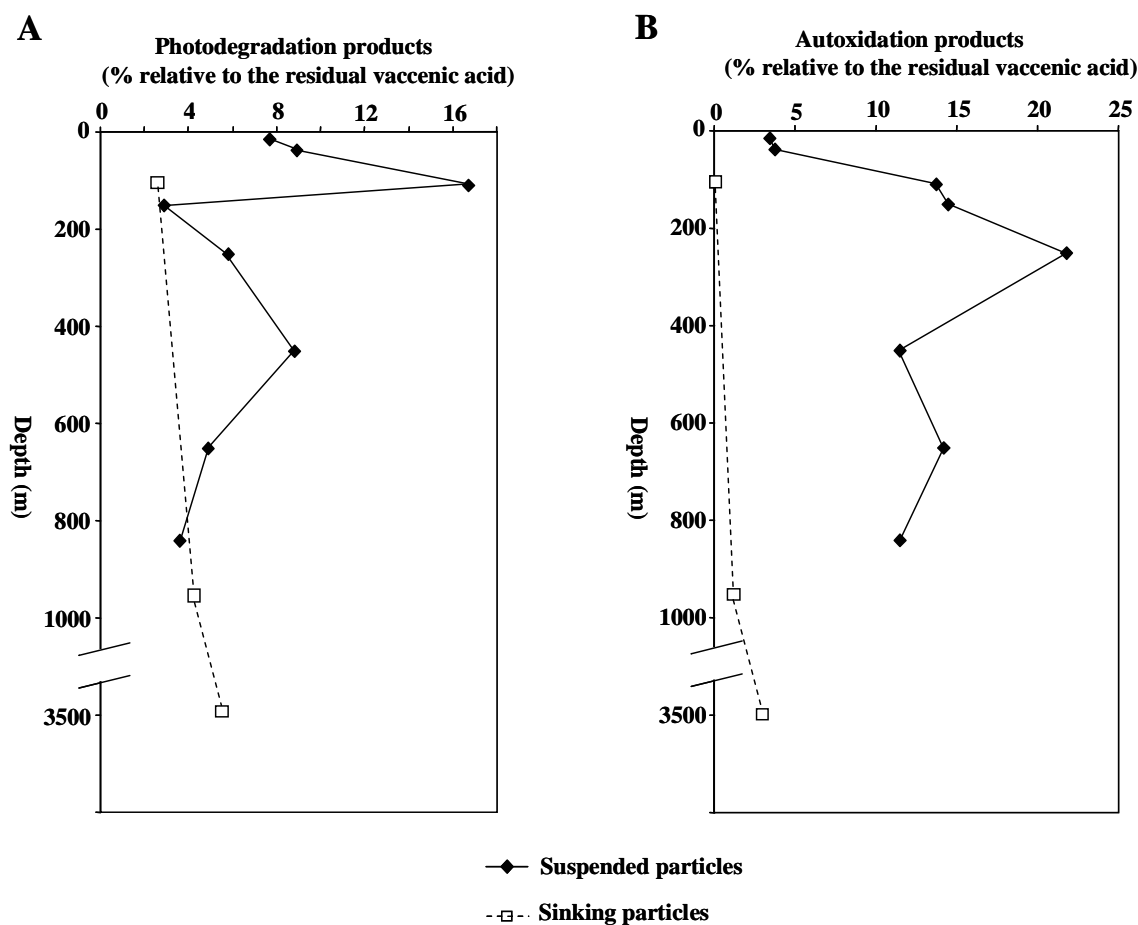 A
Photodegradation products
(% relative to the residual vaccenic acid)
0 4 8 12 16
0
200
400
600
800
1000
3500
Depth (m)
B
Autoxidation products
(% relative to the residual vaccenic acid)
0 5 10 15 20 25
0
200
400
600
800
1000
3500
Depth (m)
Suspended particles
Sinking particles